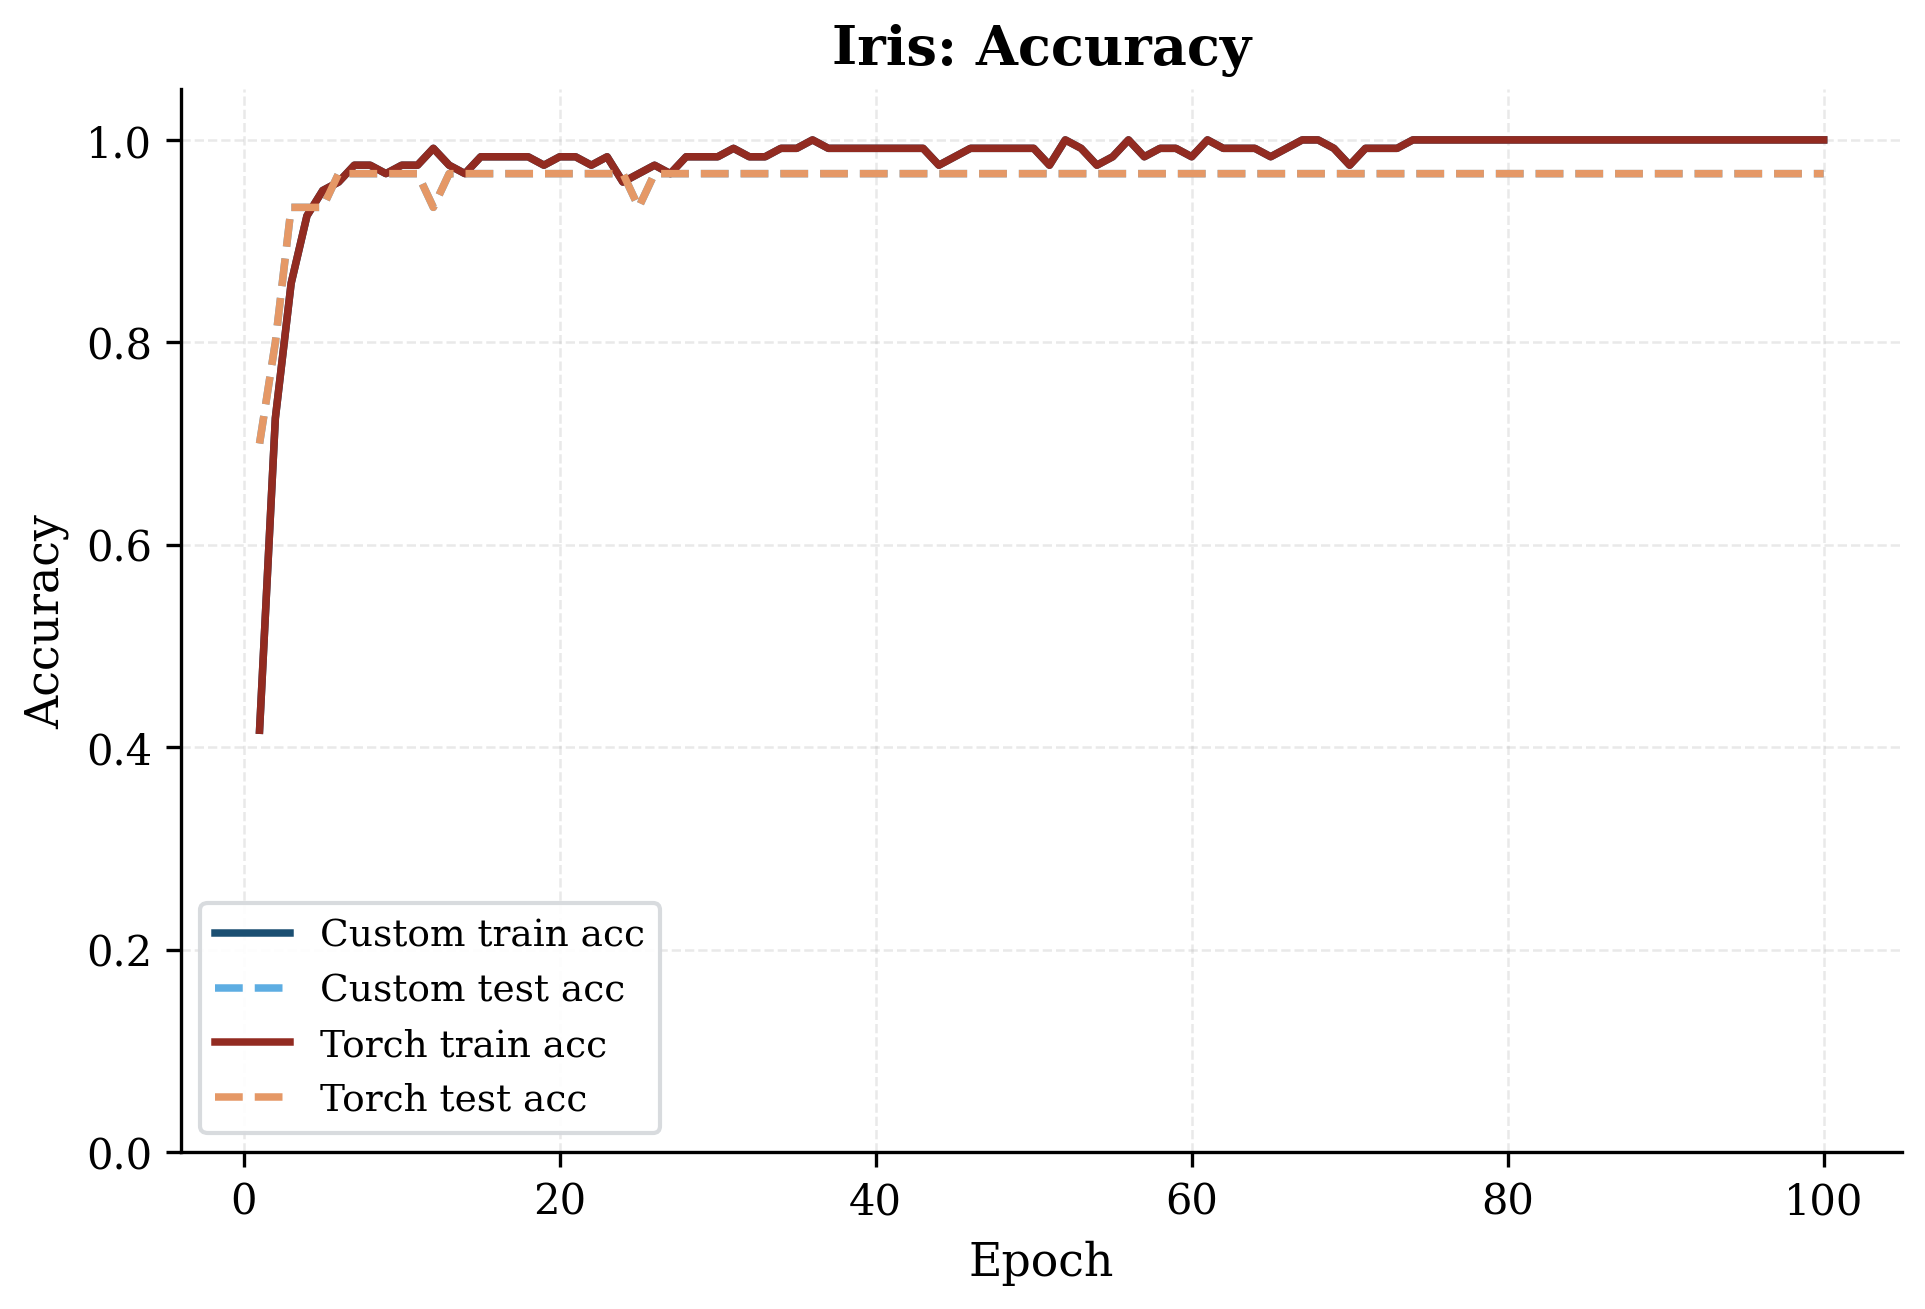 Iris: Accuracy
1.0
0.8
0.6
0.4
0.2
0.0
Accuracy
Custom train acc
Custom test acc
Torch train acc
Torch test acc
0 20 40 60 80 100
Epoch